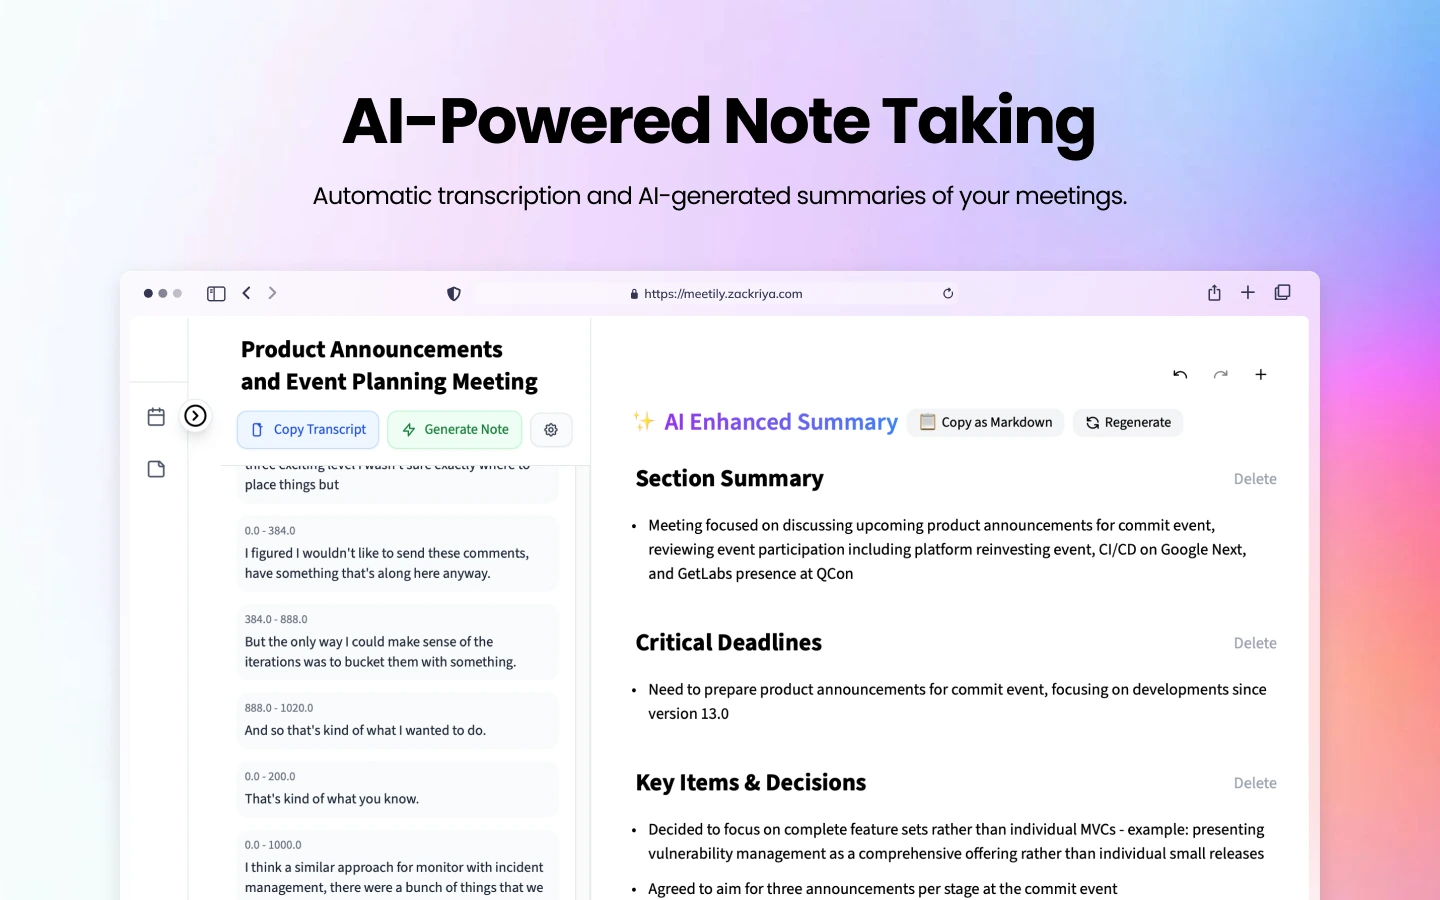 AI-Powered Note Taking
Automatic transcription and AI-generated summaries of your meetings.
https://meetily.zackriya.com
Product Announcements
and Event Planning Meeting
Copy Transcript
Generate Note
three exciting level I wasn't sure exactly where to
place things but
0.0 - 384.0
I figured I wouldn't like to send these comments,
have something that's along here anyway.
384.0 - 888.0
But the only way I could make sense of the
iterations was to bucket them with something.
888.0 - 1020.0
And so that's kind of what I wanted to do.
0.0 - 200.0
That's kind of what you know.
0.0 - 1000.0
I think a similar approach for monitor with incident
management, there were a bunch of things that we
✨ AI Enhanced Summary
Copy as Markdown
Regenerate
Section Summary
Delete
• Meeting focused on discussing upcoming product announcements for commit event,
reviewing event participation including platform reinvesting event, CI/CD on Google Next,
and GetLabs presence at QCon
Critical Deadlines
Delete
• Need to prepare product announcements for commit event, focusing on developments since
version 13.0
Key Items & Decisions
Delete
• Decided to focus on complete feature sets rather than individual MVCs - example: presenting
vulnerability management as a comprehensive offering rather than individual small releases
• Agreed to aim for three announcements per stage at the commit event